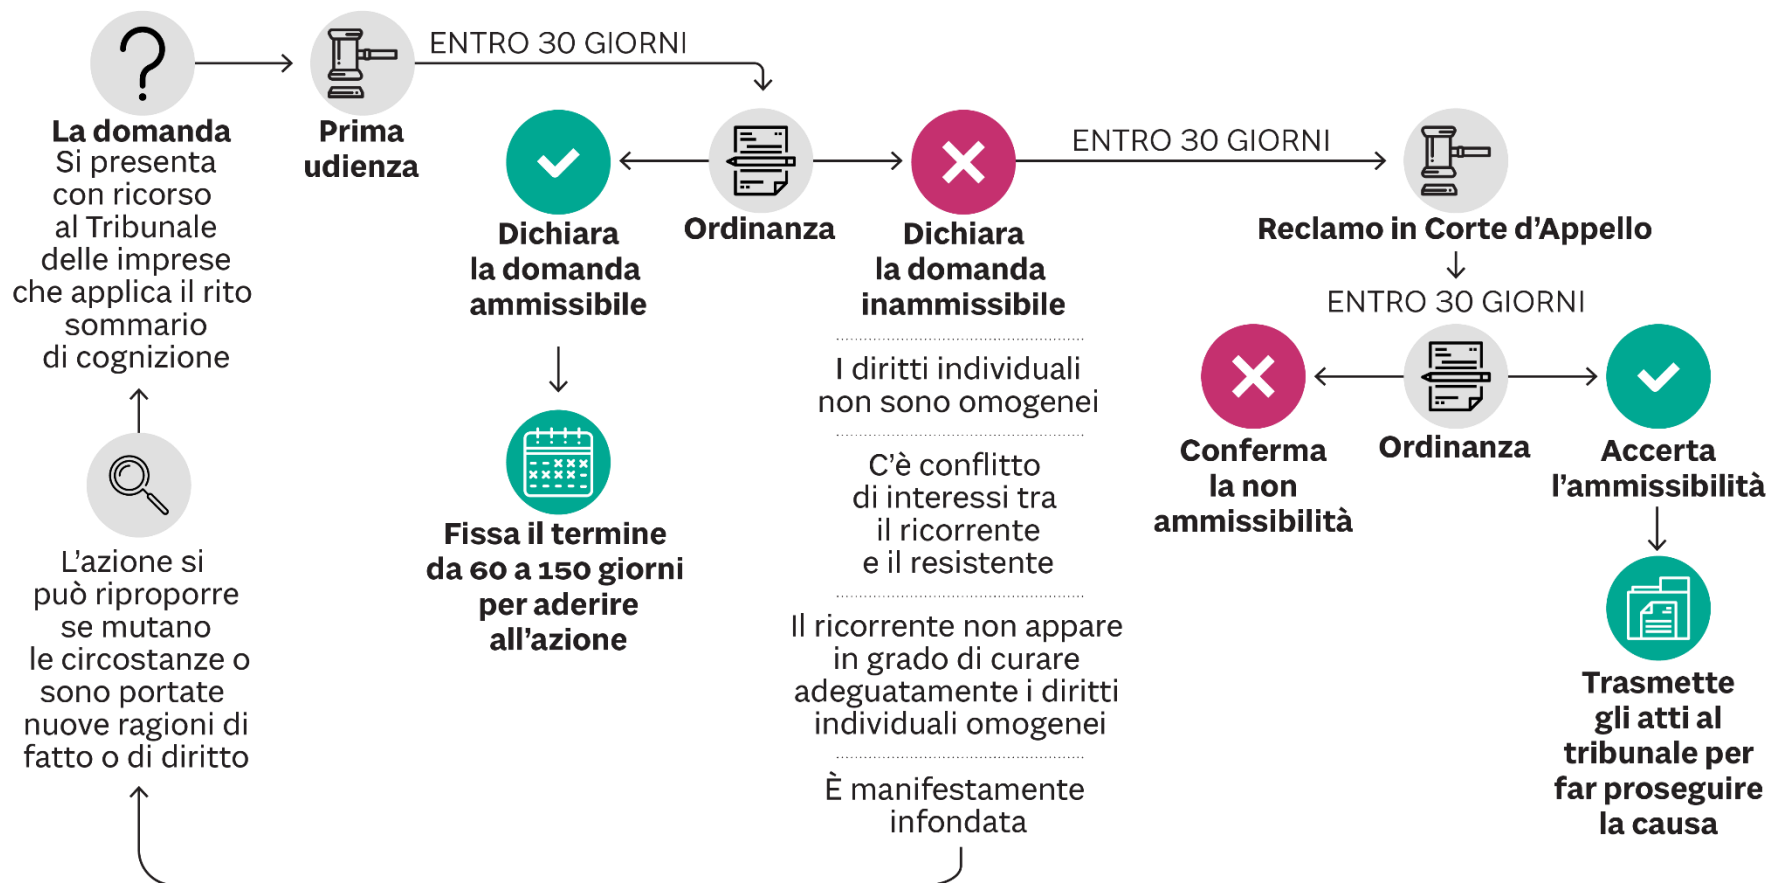 La domanda
Si presenta
con ricorso
al Tribunale
delle imprese
che applica il rito
sommario
di cognizione
Prima
udienza
ENTRO 30 GIORNI
Ordinanza
Dichiara
la domanda
ammissibile
Fissa il termine
da 60 a 150 giorni
per aderire
all’azione
Dichiara
la domanda
inammissibile
I diritti individuali
non sono omogenei
C’è conflitto
di interessi tra
il ricorrente
e il resistente
Il ricorrente non appare
in grado di curare
adeguatamente i diritti
individuali omogenei
È manifestamente
infondata
ENTRO 30 GIORNI
Reclamo in Corte d’Appello
ENTRO 30 GIORNI
Ordinanza
Conferma
la non
ammissibilità
Accerta
l’ammissibilità
Trasmette
gli atti al
tribunale per
far proseguire
la causa
L’azione si
può riproporre
se mutano
le circostanze o
sono portate
nuove ragioni di
fatto o di diritto